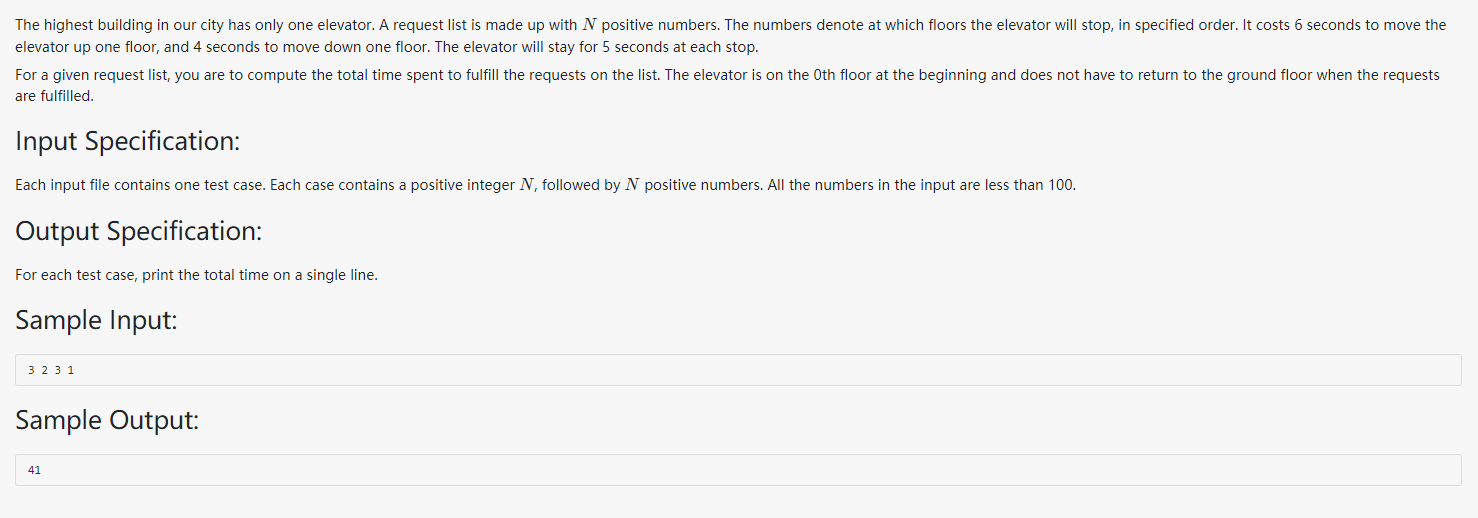 The highest building in our city has only one elevator. A request list is made up with N positive numbers. The numbers denote at which floors the elevator will stop, in specified order. It costs 6 seconds to move the
elevator up one floor, and 4 seconds to move down one floor. The elevator will stay for 5 seconds at each stop.
For a given request list, you are to compute the total time spent to fulfill the requests on the list. The elevator is on the 0th floor at the beginning and does not have to return to the ground floor when the requests
are fulfilled.
Input Specification:
Each input file contains one test case. Each case contains a positive integer N, followed by N positive numbers. All the numbers in the input are less than 100.
Output Specification:
For each test case, print the total time on a single line.
Sample Input:
3 2 3 1
Sample Output:
41